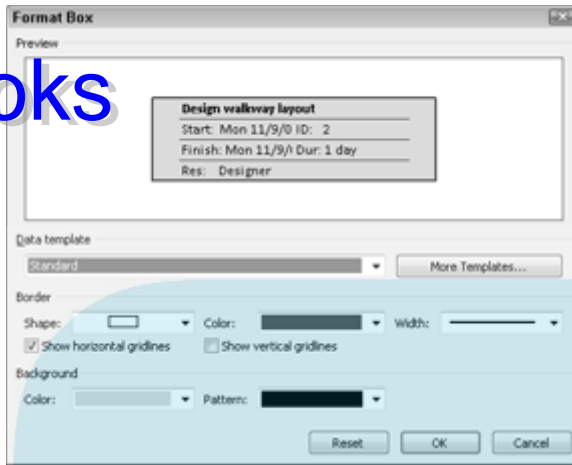 Format Box
Preview
oks
Design walkway layout
Start: Mon 11/9/0 ID: 2
Finish: Mon 11/9/( Dur: 1 day
Res: Designer
Data template
Standard
More Templates...
Border
Shape: Color: Width:
Show horizontal gridlines Show vertical gridlines
Background
Color: Pattern:
Reset OK Cancel